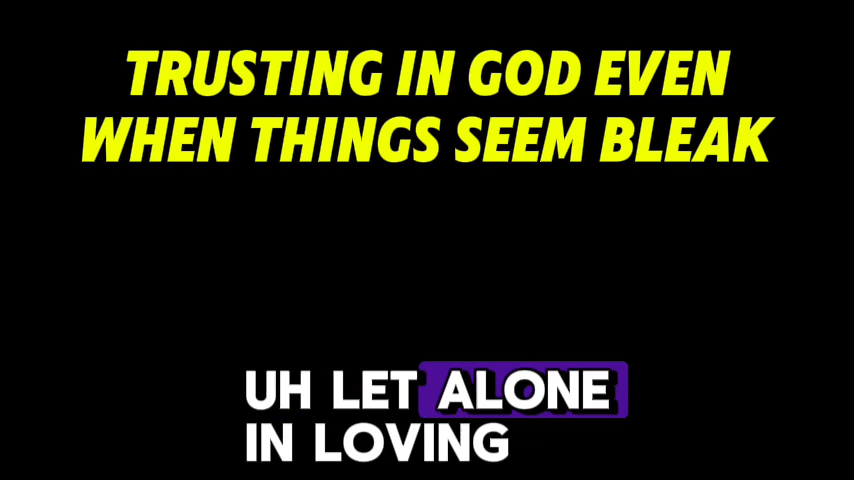 TRUSTING IN GOD EVEN
WHEN THINGS SEEM BLEAK
UH LET ALONE
IN LOVING